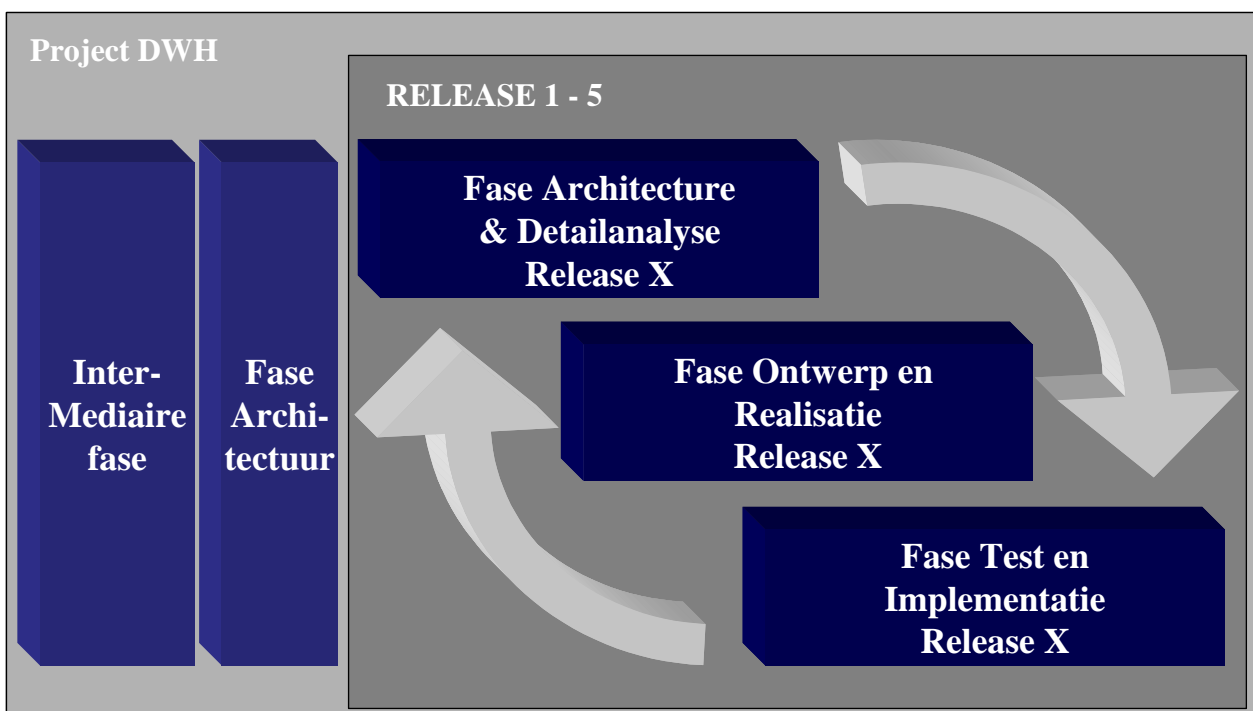 Project DWH
RELEASE 1 - 5
Inter-
Mediaire
fase
Fase
Archi-
tectuur
Fase Architecture
& Detailanalyse
Release X
Fase Ontwerp en
Realisatie
Release X
Fase Test en
Implementatie
Release X